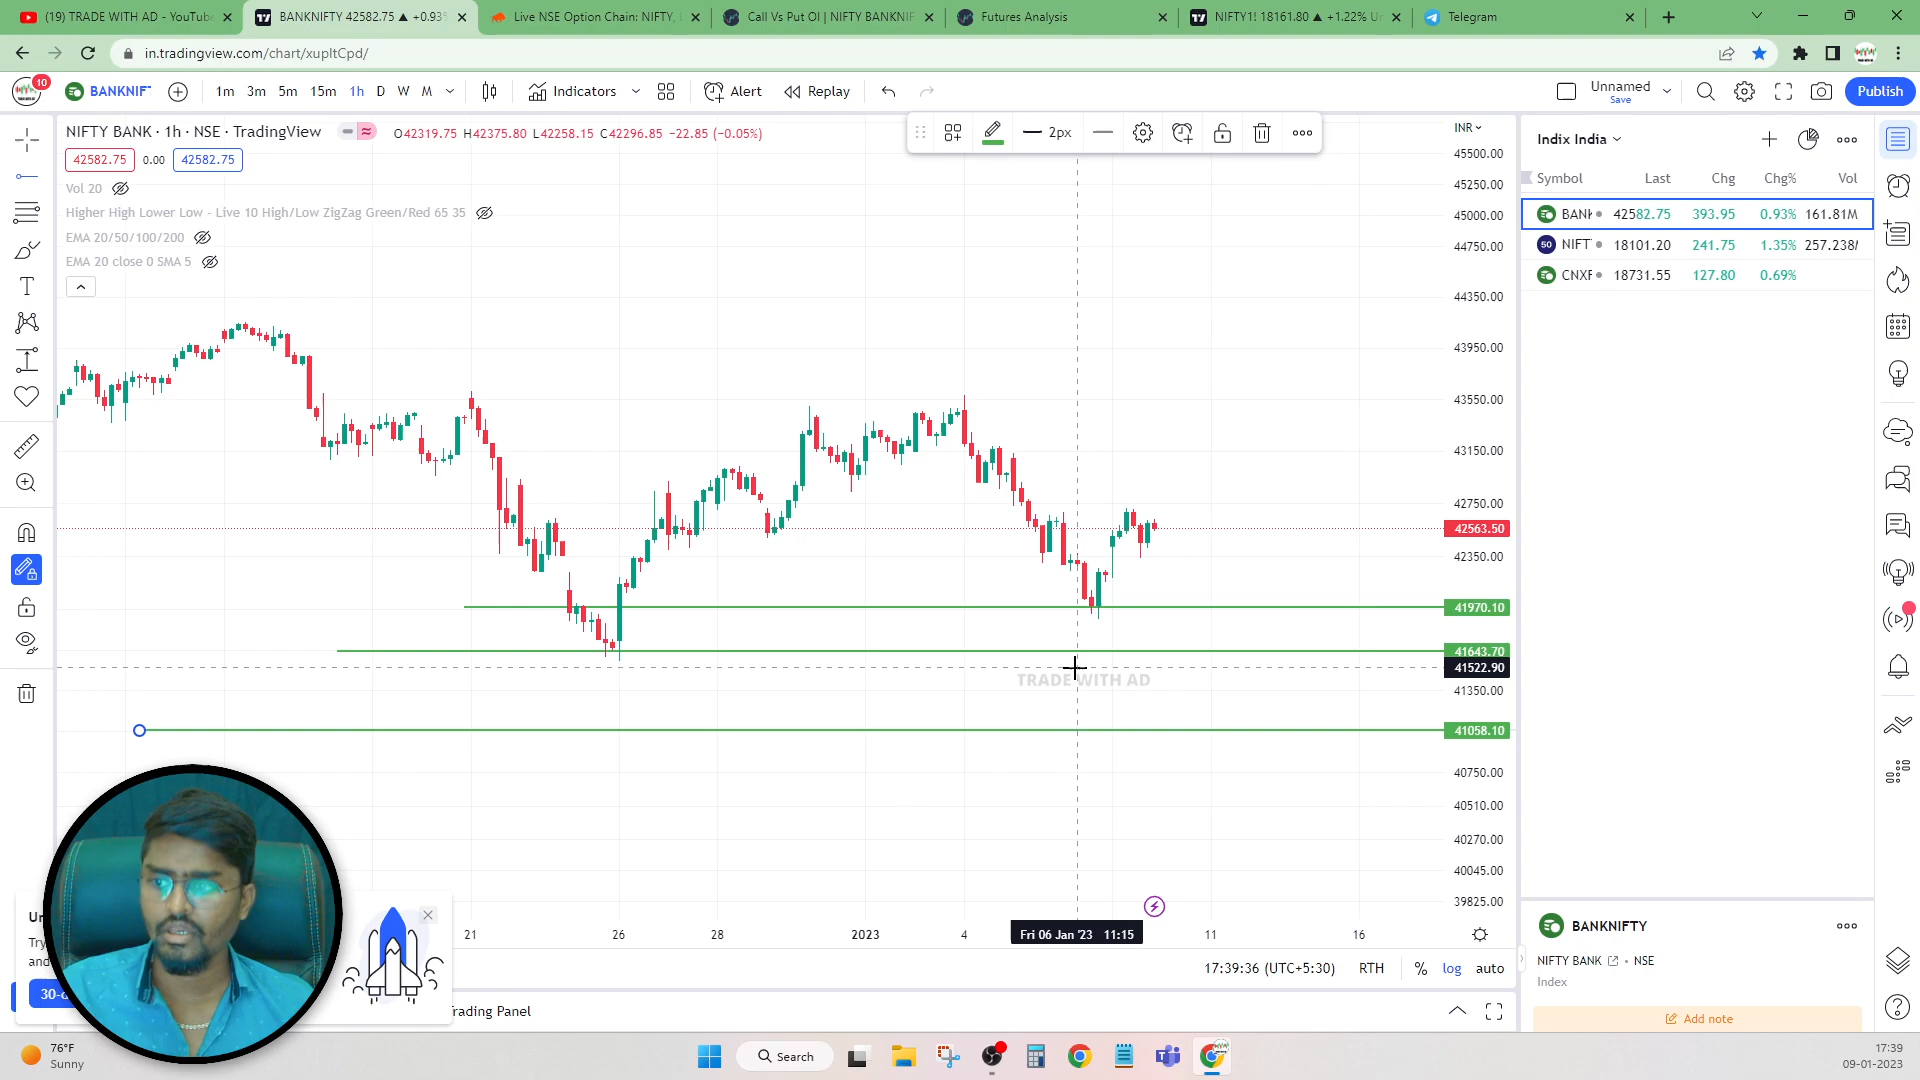 (19) TRADE WITH AD - YouTube
BANKNIFTY 42582.75 ▲ +0.93%
Live NSE Option Chain: NIFTY,
Call Vs Put OI | NIFTY BANKNIF
Futures Analysis
NIFTY1! 18161.80 ▲ +1.22% Un
Telegram
in.tradingview.com/chart/xupltCpd/
10
BANKNIF
1m 3m 5m 15m 1h D W M
Indicators
Alert
Replay
Unnamed
Save
Publish
NIFTY BANK · 1h · NSE · TradingView
O42319.75 H42375.80 L42258.15 C42296.85 −22.85 (−0.05%)
42582.75 0.00 42582.75
Vol 20
Higher High Lower Low - Live 10 High/Low ZigZag Green/Red 65 35
EMA 20/50/100/200
EMA 20 close 0 SMA 5
2px
INR
45500.00
45250.00
45000.00
44750.00
44350.00
43950.00
43550.00
43150.00
42750.00
42563.50
42350.00
41970.10
41643.70
41522.90
41350.00
41058.10
40750.00
40510.00
40270.00
40045.00
39825.00
TRADE WITH AD
21 26 28 2023 4 Fri 06 Jan '23 11:15 11 16
17:39:36 (UTC+5:30) RTH % log auto
Trading Panel
Indix India
Symbol Last Chg Chg% Vol
BANK 42582.75 393.95 0.93% 161.81M
50 NIFT 18101.20 241.75 1.35% 257.238
CNXF 18731.55 127.80 0.69%
BANKNIFTY
NIFTY BANK · NSE
Index
Add note
Un
Try
and
30-d
76°F
Sunny
Search
17:39
09-01-2023